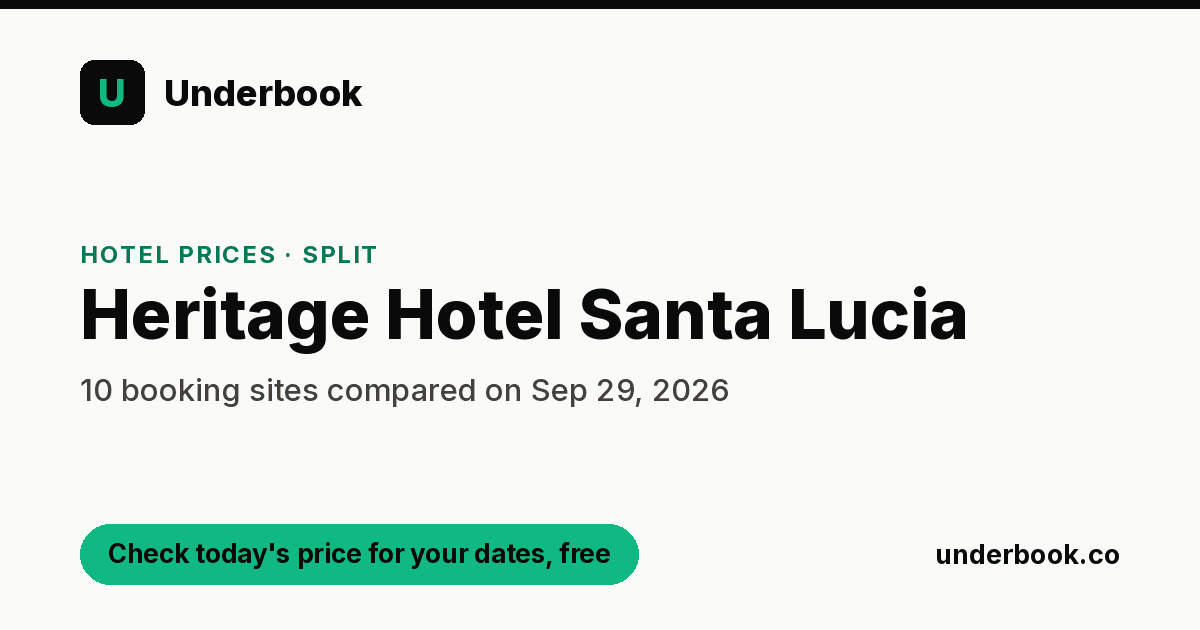 U Underbook
HOTEL PRICES · SPLIT
Heritage Hotel Santa Lucia
10 booking sites compared on Sep 29, 2026
Check today's price for your dates, free
underbook.co